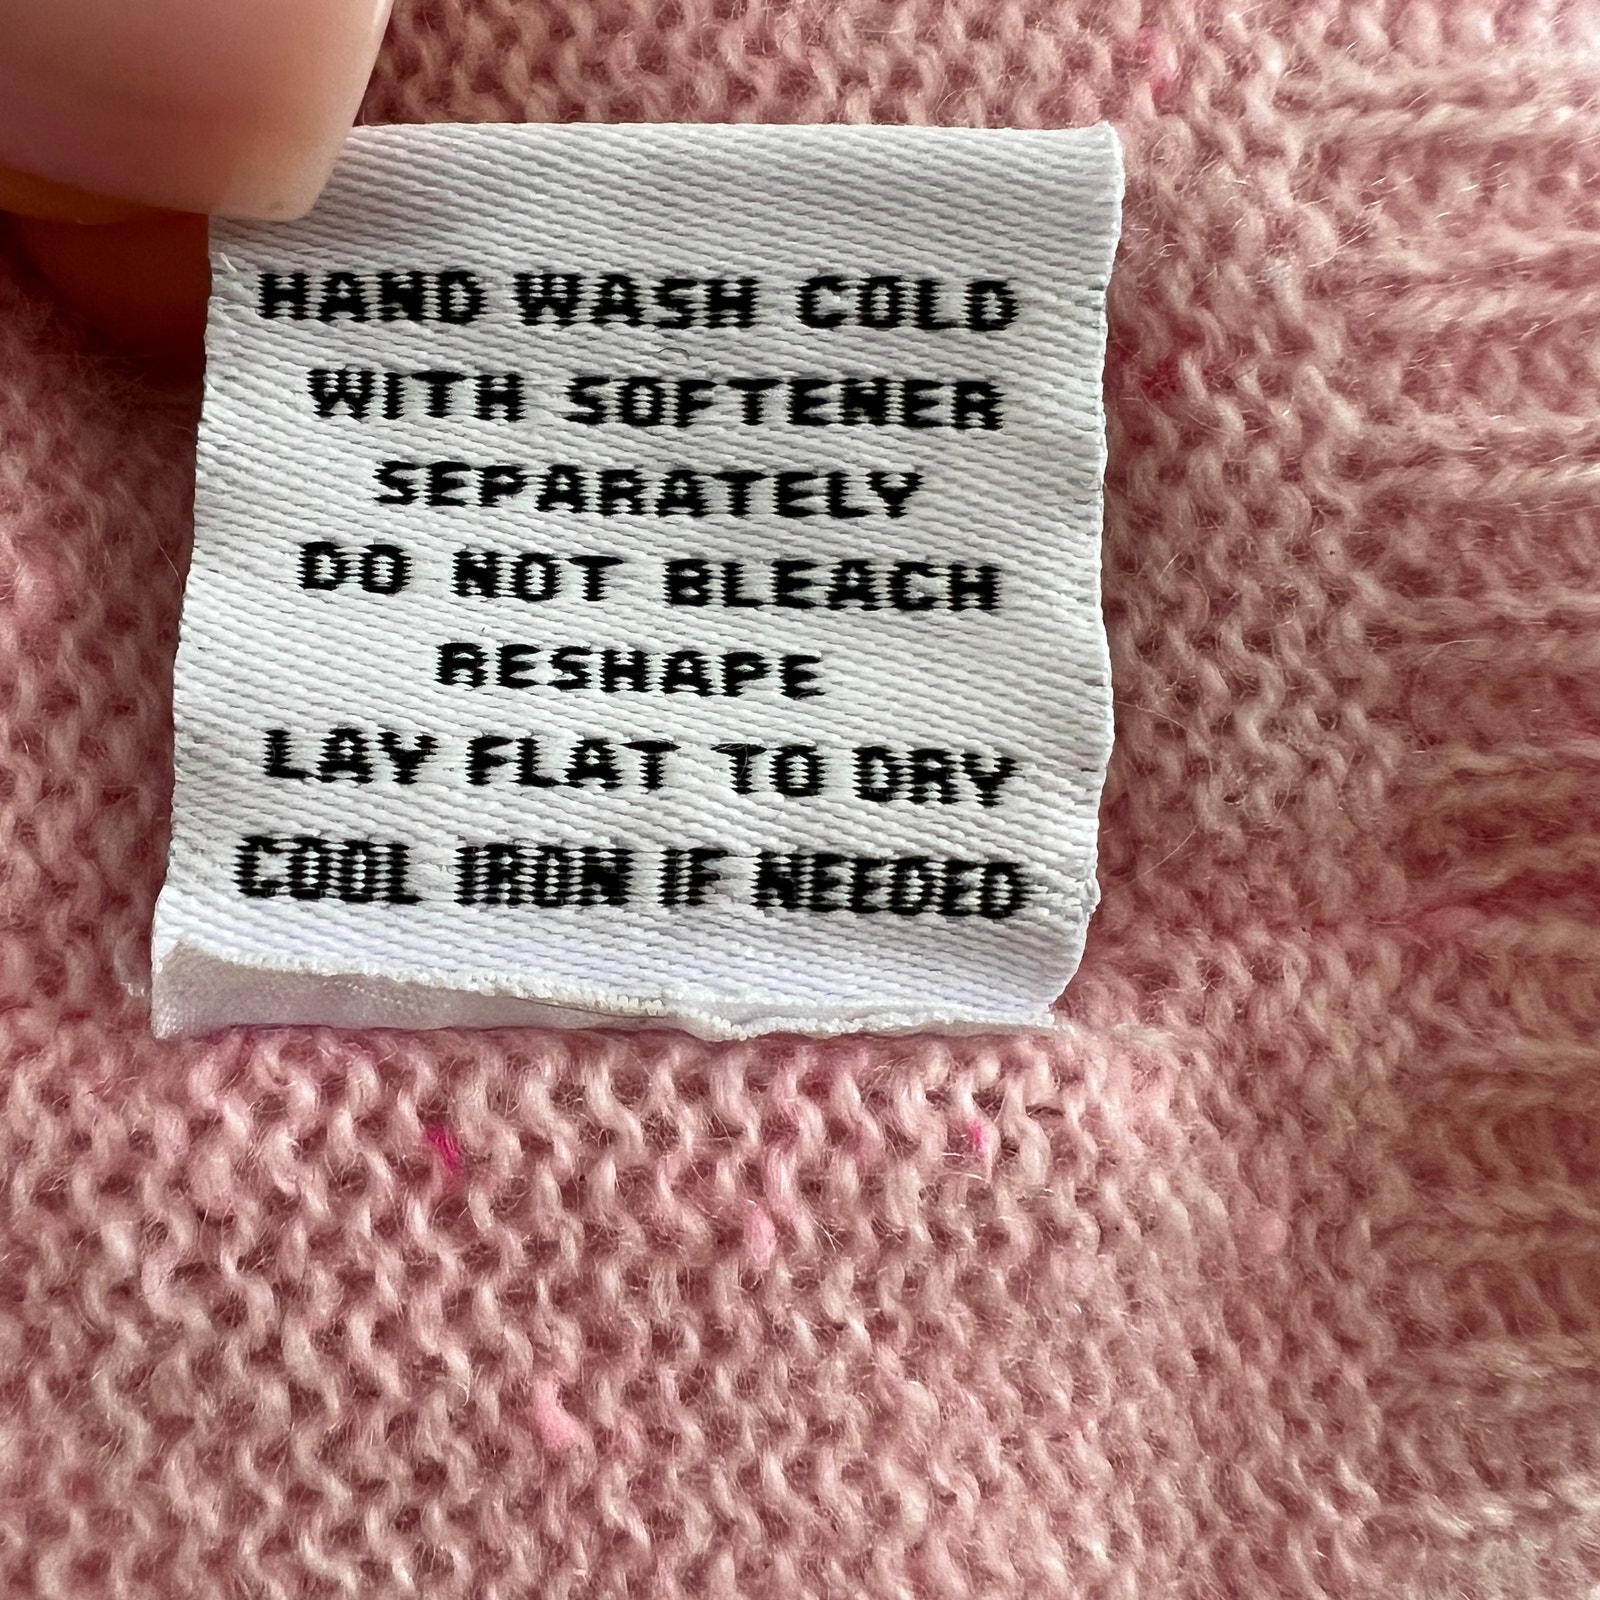 HAND WASH COLD
WITH SOFTENER
SEPARATELY
DO NOT BLEACH
RESHAPE
LAY FLAT TO DRY
COOL IRON IF NEEDED